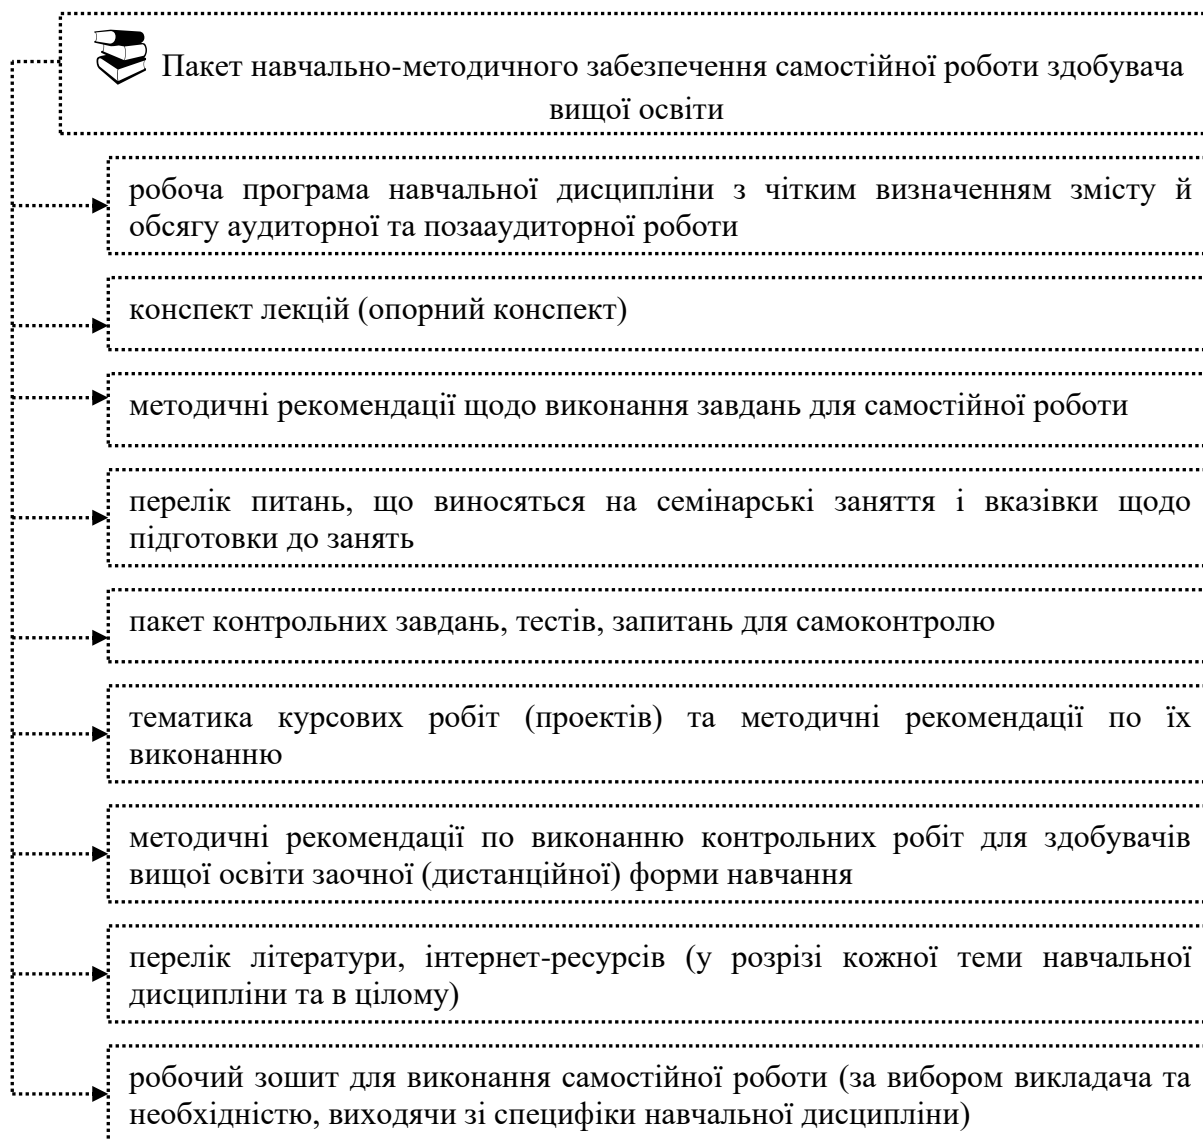 Пакет навчально-методичного забезпечення самостійної роботи здобувача
вищої освіти
робоча програма навчальної дисципліни з чітким визначенням змісту й
обсягу аудиторної та позааудиторної роботи
конспект лекцій (опорний конспект)
методичні рекомендації щодо виконання завдань для самостійної роботи
перелік питань, що виносяться на семінарські заняття і вказівки щодо
підготовки до занять
пакет контрольних завдань, тестів, запитань для самоконтролю
тематика курсових робіт (проектів) та методичні рекомендації по їх
виконанню
методичні рекомендації по виконанню контрольних робіт для здобувачів
вищої освіти заочної (дистанційної) форми навчання
перелік літератури, інтернет-ресурсів (у розрізі кожної теми навчальної
дисципліни та в цілому)
робочий зошит для виконання самостійної роботи (за вибором викладача та
необхідністю, виходячи зі специфіки навчальної дисципліни)